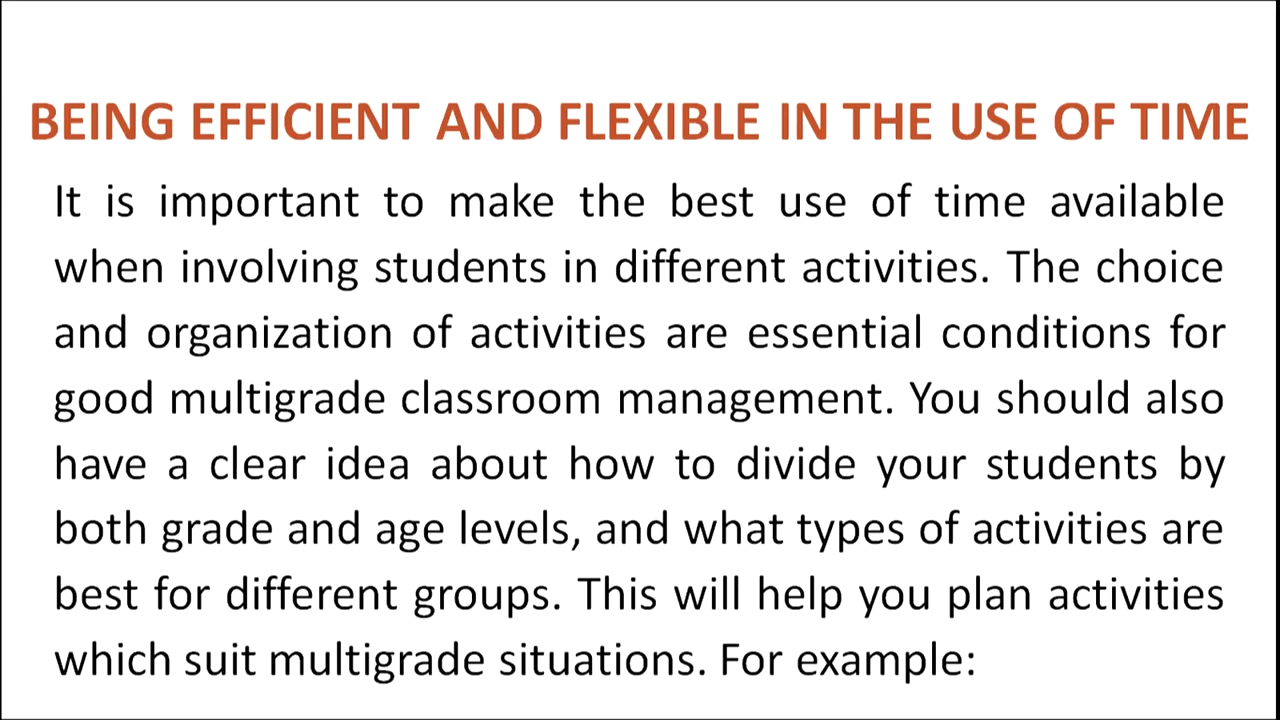 BEING EFFICIENT AND FLEXIBLE IN THE USE OF TIME
It is important to make the best use of time available
when involving students in different activities. The choice
and organization of activities are essential conditions for
good multigrade classroom management. You should also
have a clear idea about how to divide your students by
both grade and age levels, and what types of activities are
best for different groups. This will help you plan activities
which suit multigrade situations. For example: